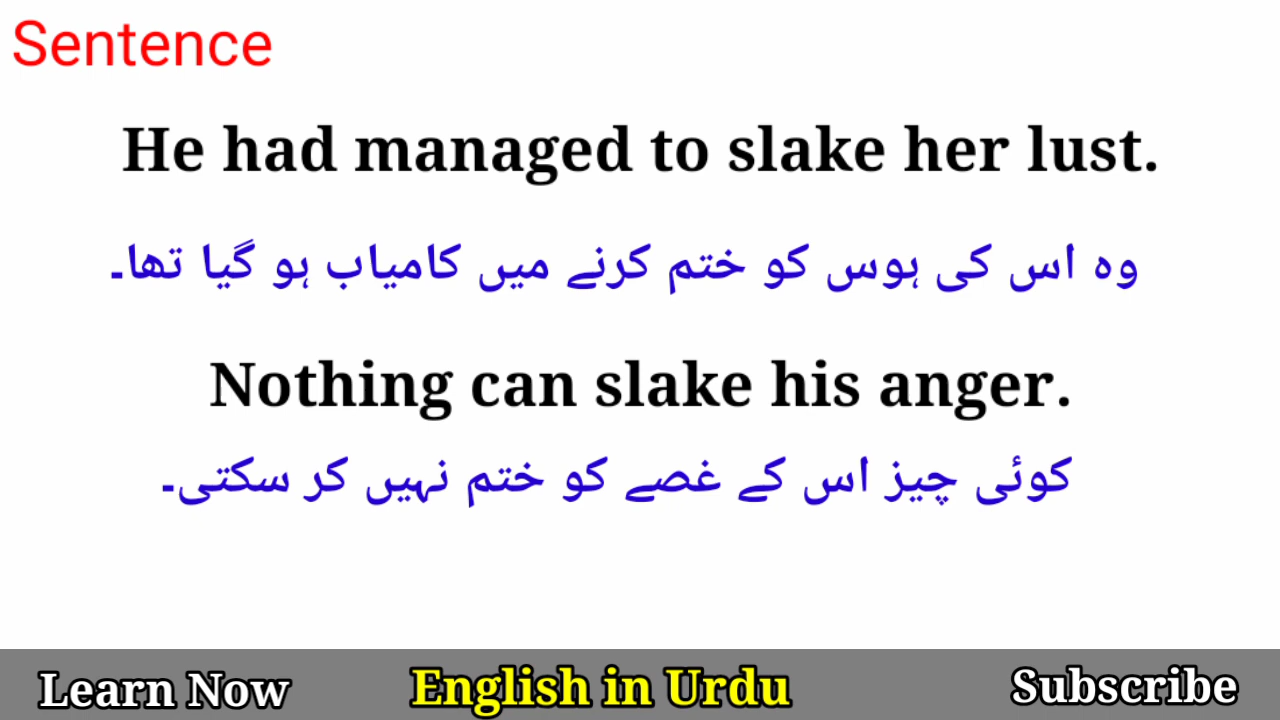 Sentence
He had managed to slake her lust.
وہ اس کی ہوس کو ختم کرنے میں کامیاب ہو گیا تھا۔
Nothing can slake his anger.
کوئی چیز اس کے غصے کو ختم نہیں کر سکتی۔
Learn Now English in Urdu Subscribe